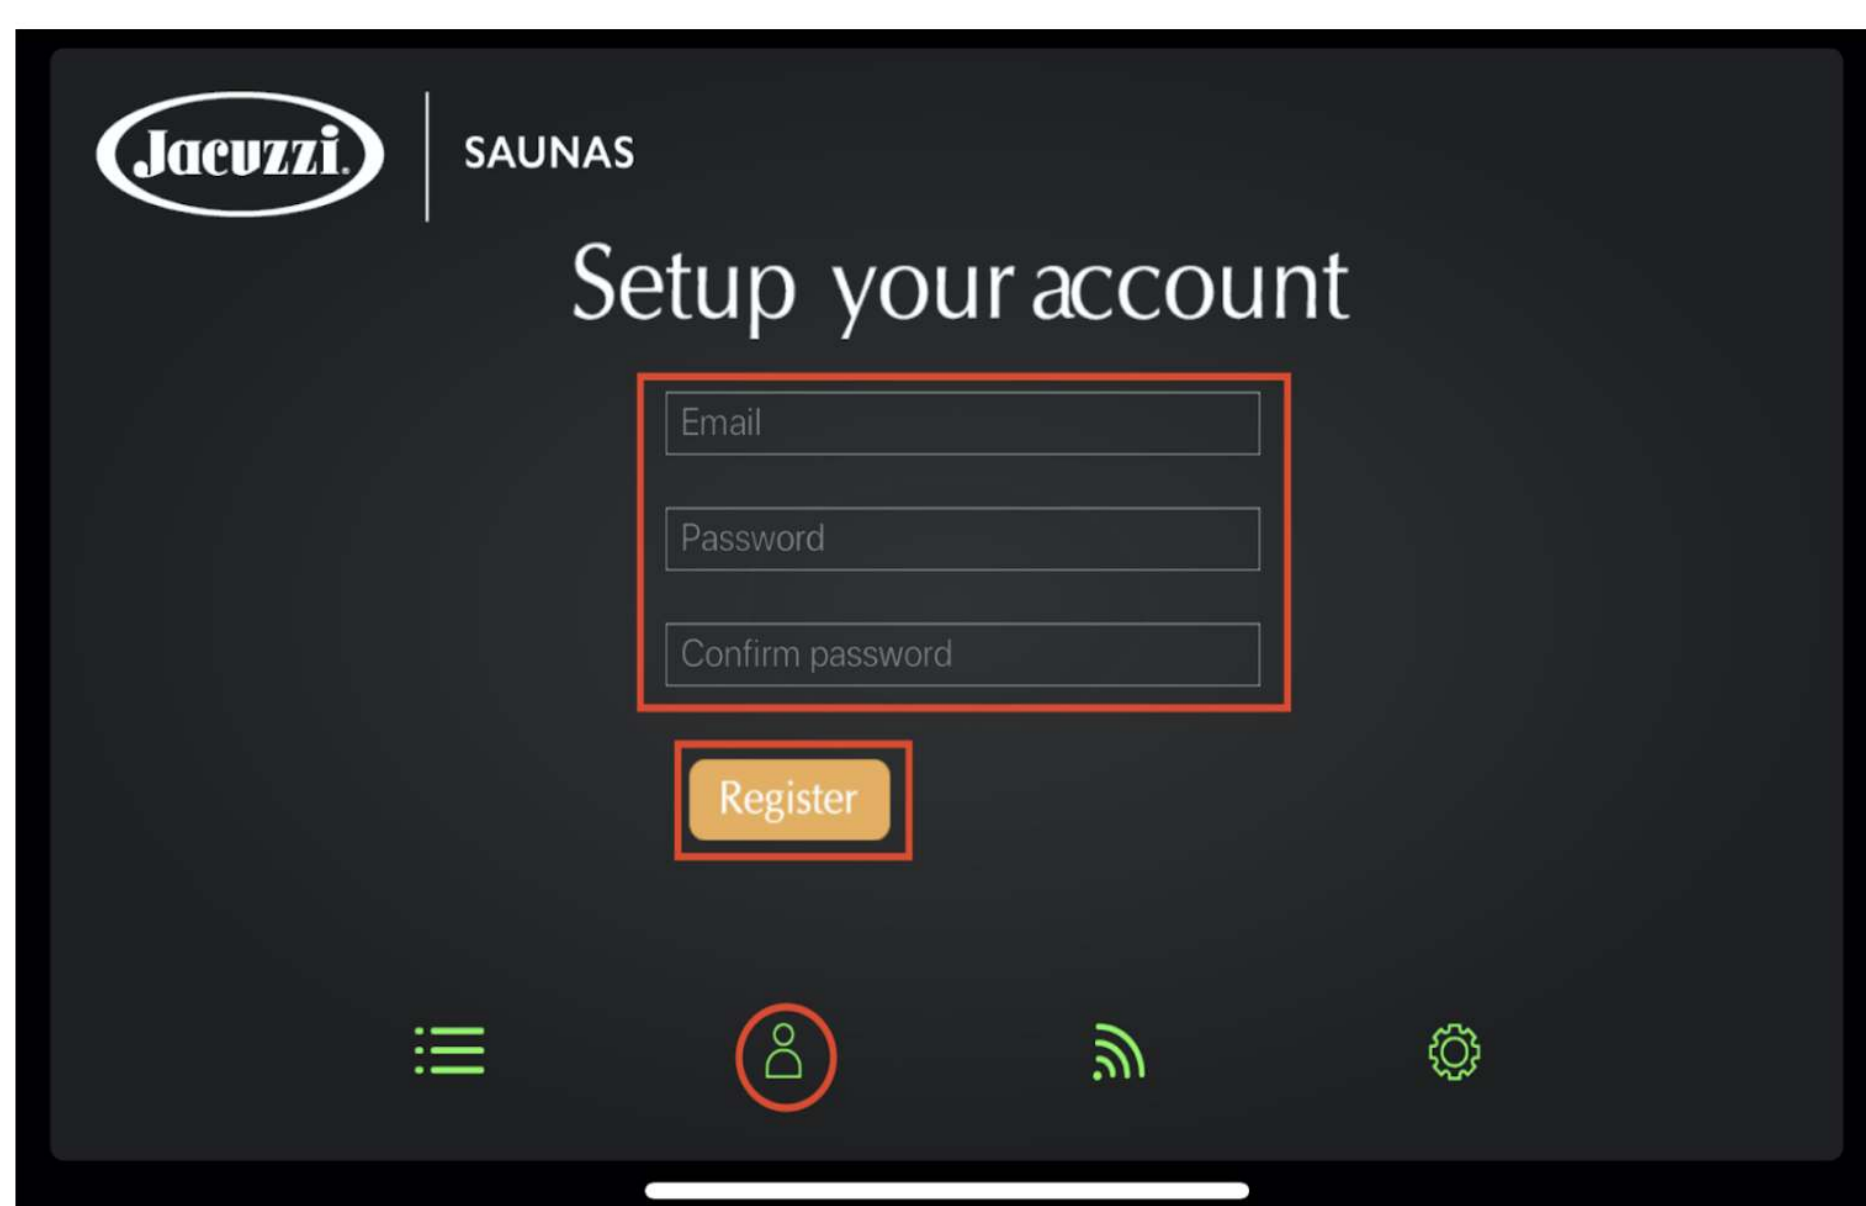 Jacuzzi®
SAUNAS
Setup your account
Email
Password
Confirm password
Register